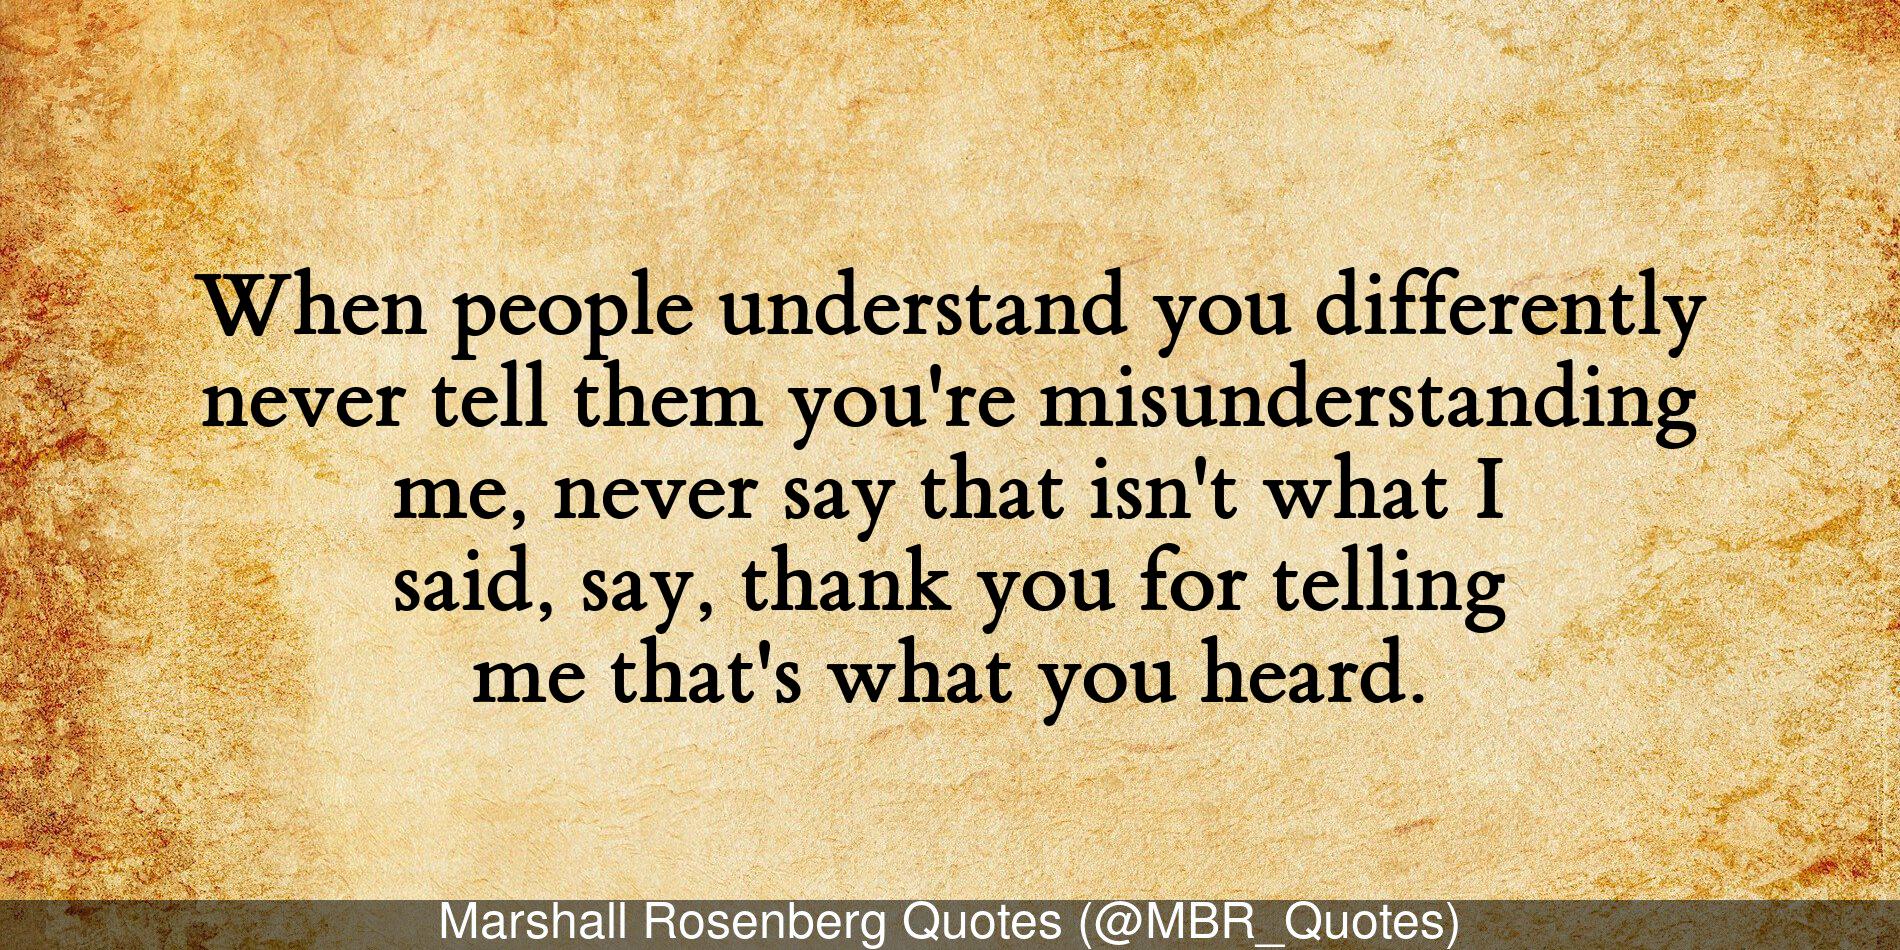 When people understand you differently
never tell them you're misunderstanding
me, never say that isn't what I
said, say, thank you for telling
me that's what you heard.
Marshall Rosenberg Quotes (@MBR_Quotes)